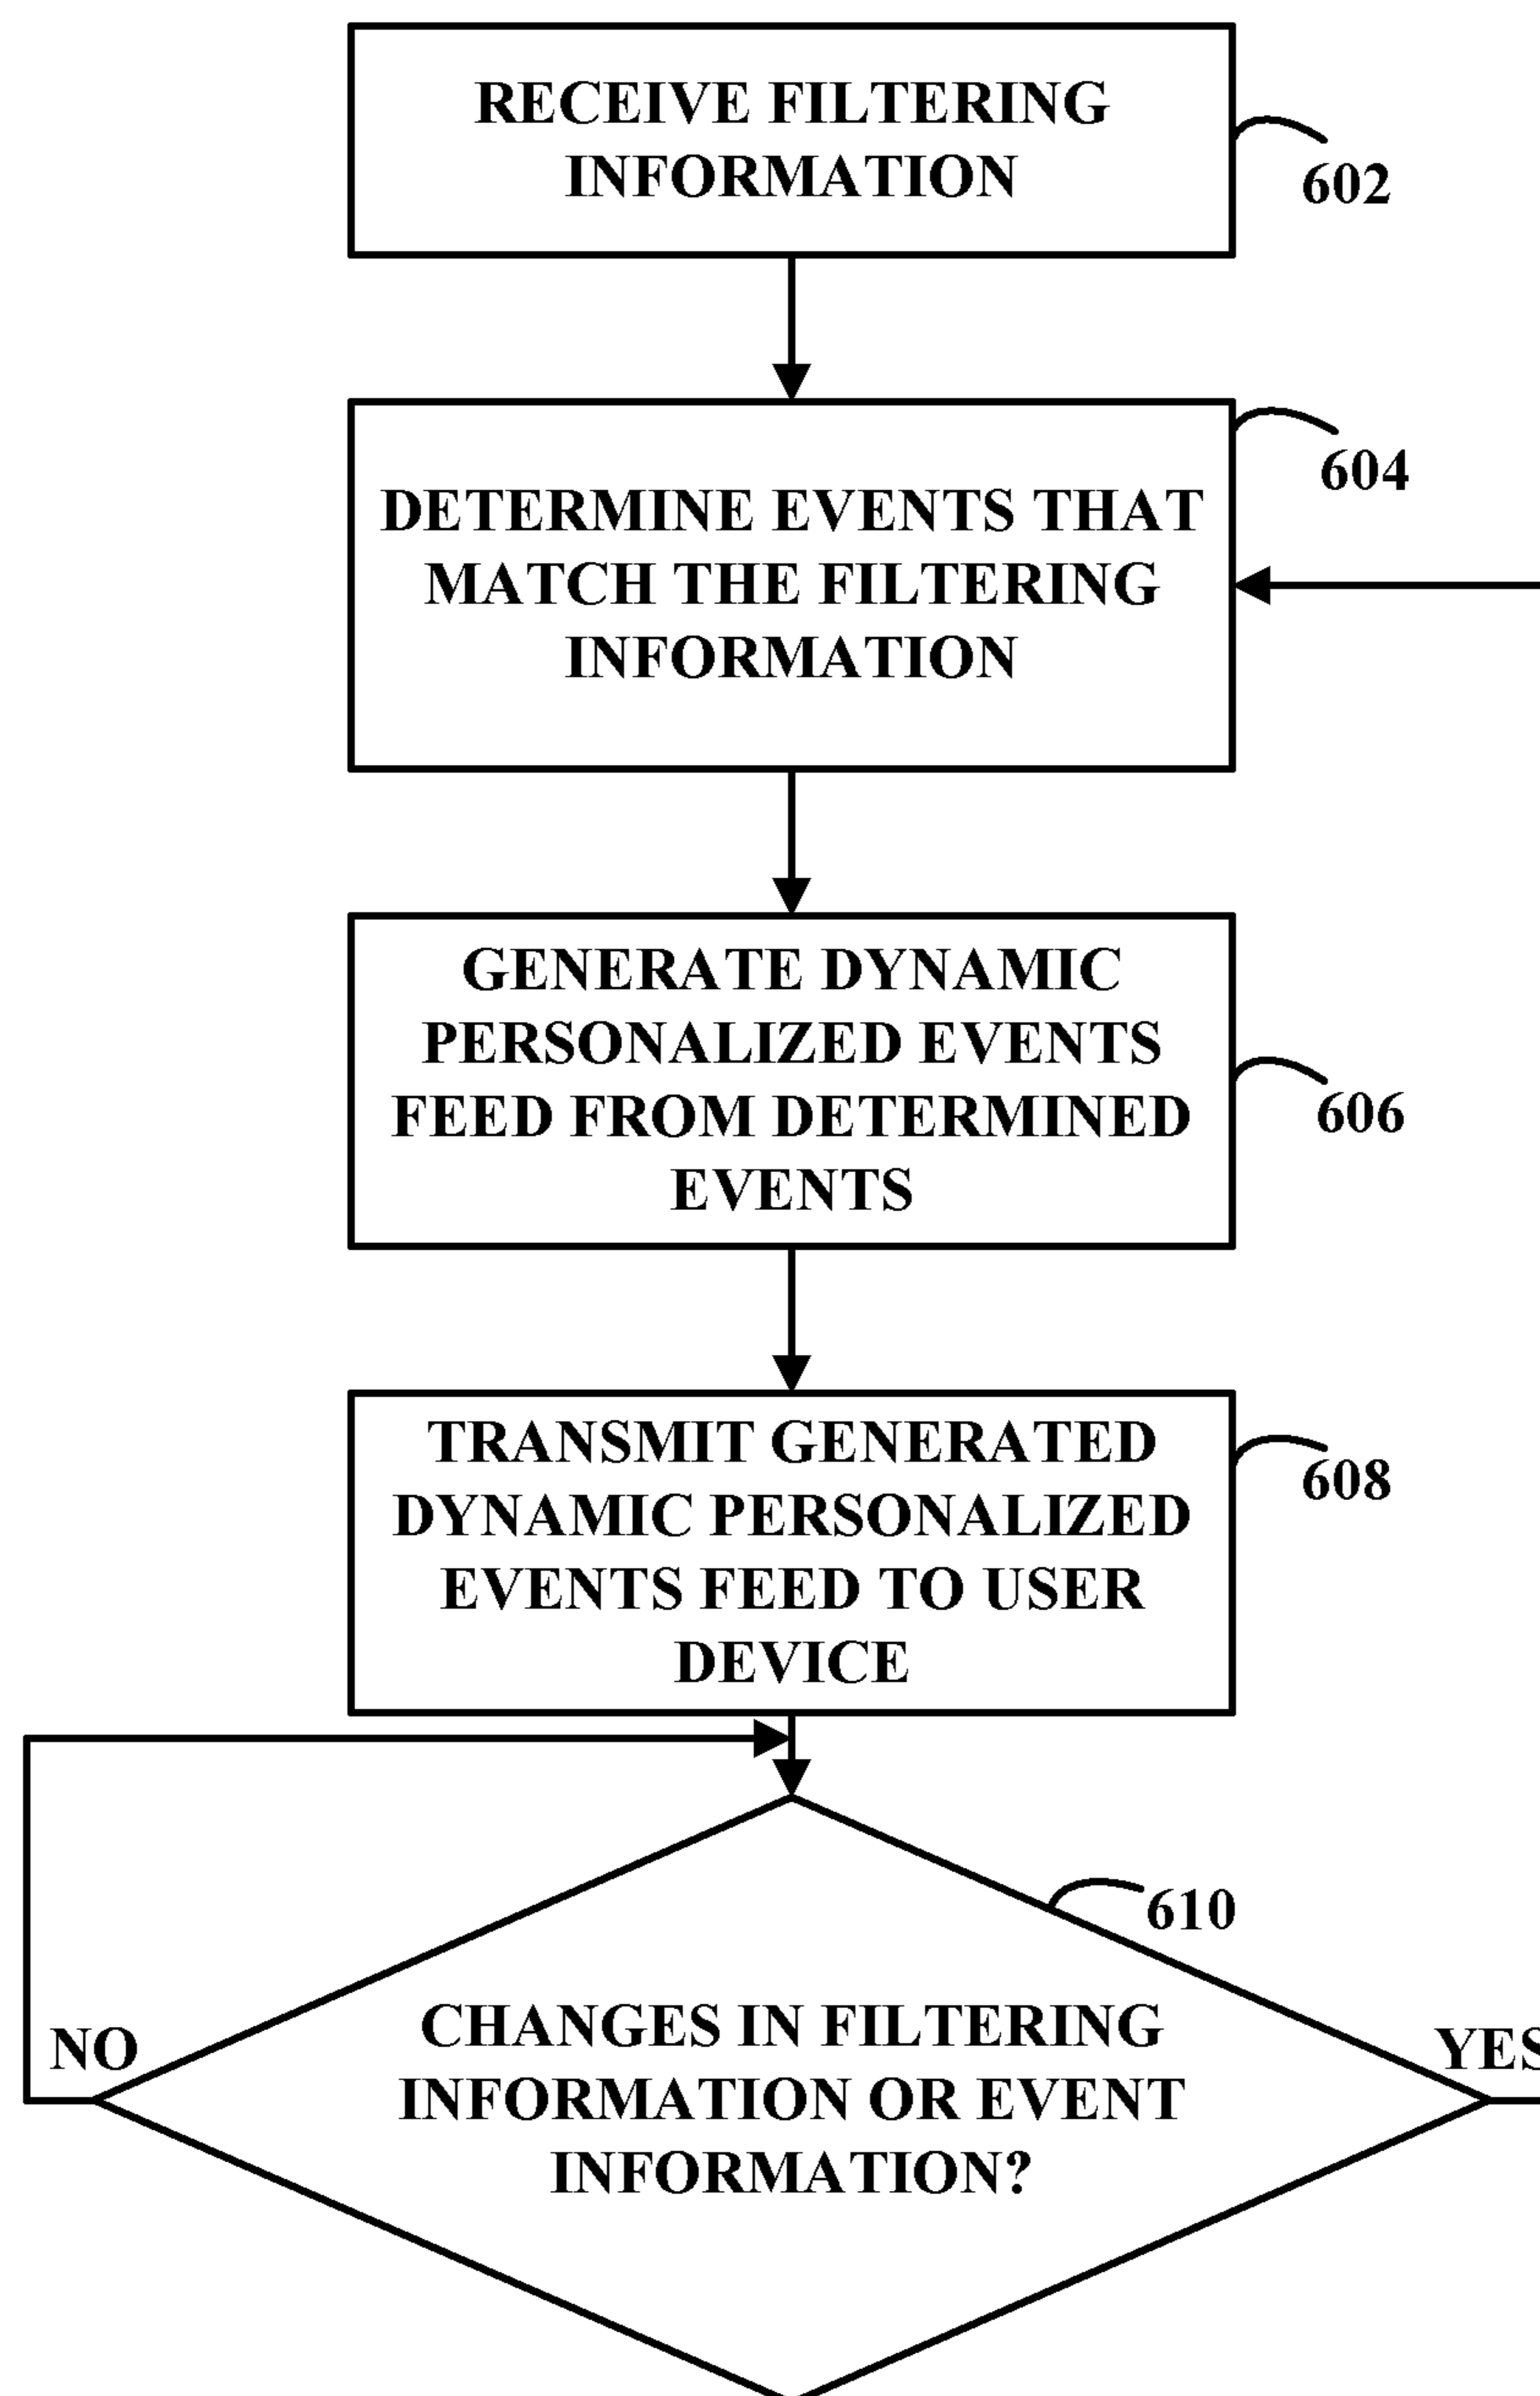 RECEIVE FILTERING
INFORMATION
602
604
DETERMINE EVENTS THAT
MATCH THE FILTERING
INFORMATION
GENERATE DYNAMIC
PERSONALIZED EVENTS
FEED FROM DETERMINED
EVENTS
606
TRANSMIT GENERATED
DYNAMIC PERSONALIZED
EVENTS FEED TO USER
DEVICE
608
610
CHANGES IN FILTERING
INFORMATION OR EVENT
INFORMATION?
NO
YES